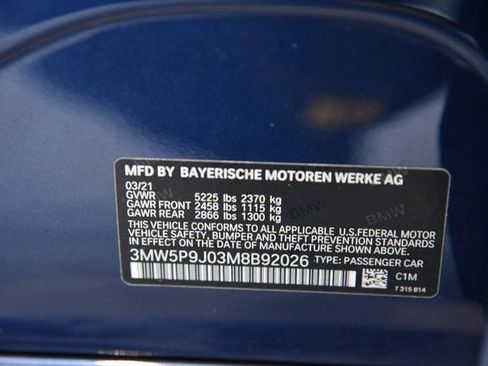 MFD BY BAYERISCHE MOTOREN WERKE AG
03/21
GVWR 5225 lbs 2370 kg
GAWR FRONT 2458 lbs 1115 kg
GAWR REAR 2866 lbs 1300 kg
THIS VEHICLE CONFORMS TO ALL APPLICABLE U.S.FEDERAL MOTOR
VEHICLE SAFETY, BUMPER AND THEFT PREVENTION STANDARDS
IN EFFECT ON THE DATE OF MANUFACTURE SHOWN ABOVE.
3MW5P9J03M8B92026 TYPE: PASSENGER CAR
C1M
7 315 814
BMW
BMW